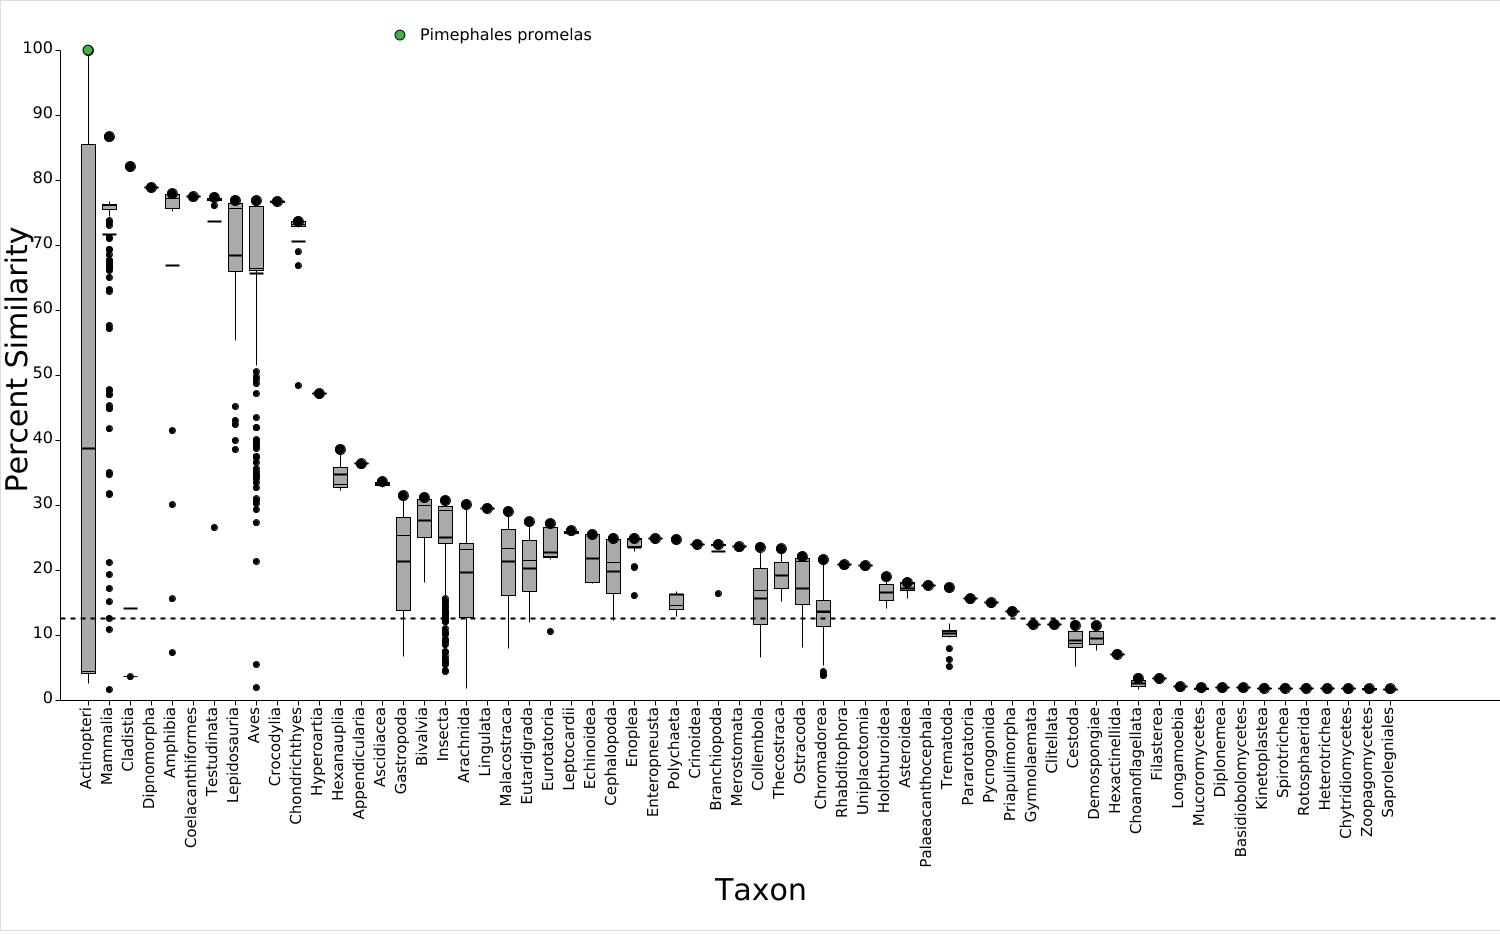 Pimephales promelas
100
90
80
70
60
50
40
30
20
10
0
Percent Similarity
Actinopteri
Mammalia
Cladistia
Dipnomorpha
Amphibia
Coelacanthiformes
Testudinata
Lepidosauria
Aves
Crocodylia
Chondrichthyes
Hyperoartia
Hexanauplia
Appendicularia
Ascidiacea
Gastropoda
Bivalvia
Insecta
Arachnida
Lingulata
Malacostraca
Eutardigrada
Eurotatoria
Leptocardii
Echinoidea
Cephalopoda
Enoplea
Enteropneusta
Polychaeta
Crinoidea
Branchiopoda
Merostomata
Collembola
Thecostraca
Ostracoda
Chromadorea
Rhabditophora
Uniplacotomia
Holothuroidea
Asteroidea
Palaeacanthocephala
Trematoda
Pararotatoria
Pycnogonida
Priapulimorpha
Gymnolaemata
Clitellata
Cestoda
Demospongiae
Hexactinellida
Choanoflagellata
Filasterea
Longamoebia
Mucoromycetes
Diplonemea
Basidiobolomycetes
Kinetoplastea
Spirotrichea
Rotosphaerida
Heterotrichea
Chytridiomycetes
Zoopagomycetes
Saprolegniales
Taxon